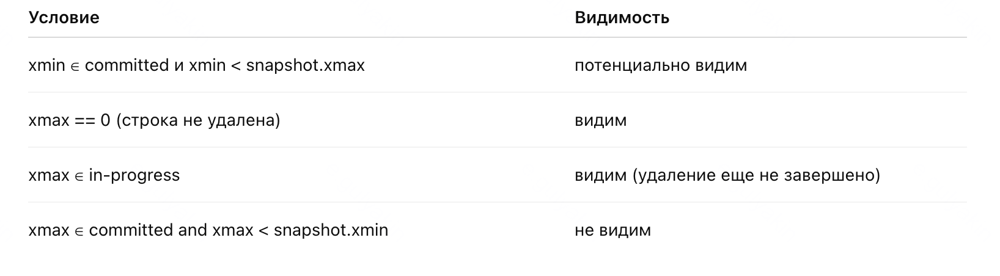 Условие Видимость
xmin ∈ committed и xmin < snapshot.xmax потенциально видим
xmax == 0 (строка не удалена) видим
xmax ∈ in-progress видим (удаление еще не завершено)
xmax ∈ committed and xmax < snapshot.xmin не видим